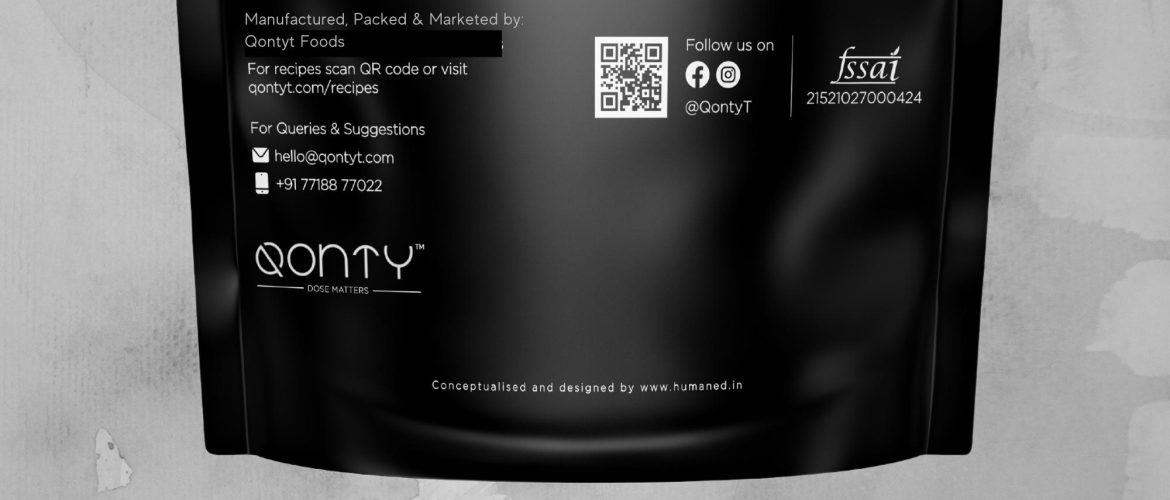 Manufactured, Packed & Marketed by:
Qontyt Foods
For recipes scan QR code or visit
qontyt.com/recipes
For Queries & Suggestions
hello@qontyt.com
+91 77188 77022
QONTY™
DOSE MATTERS
Follow us on
@QontyT
fssai
21521027000424
Conceptualised and designed by www.humaned.in